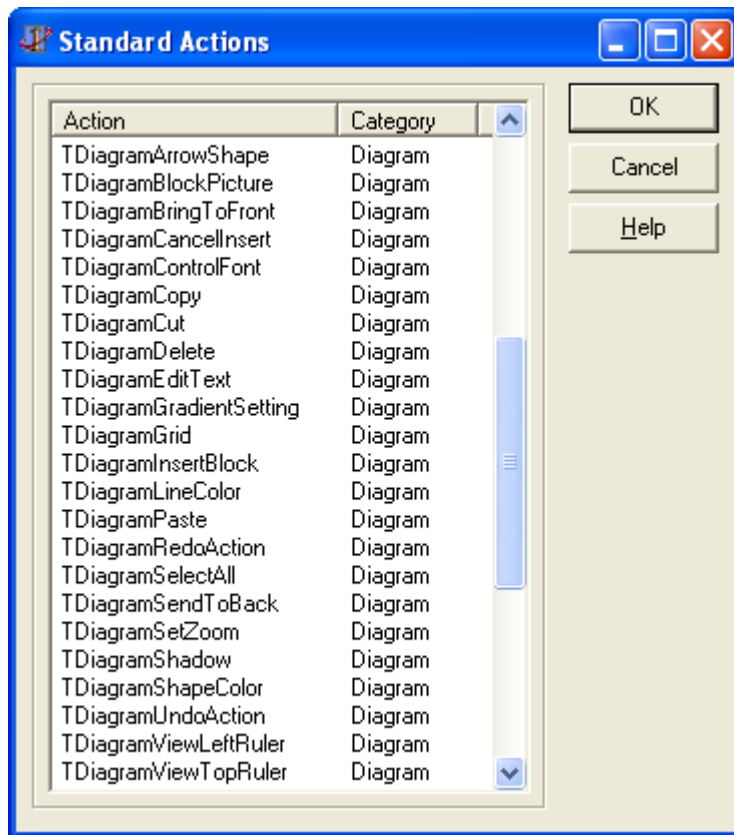 Standard Actions
Action Category
TDiagramArrowShape Diagram
TDiagramBlockPicture Diagram
TDiagramBringToFront Diagram
TDiagramCancelInsert Diagram
TDiagramControlFont Diagram
TDiagramCopy Diagram
TDiagramCut Diagram
TDiagramDelete Diagram
TDiagramEditText Diagram
TDiagramGradientSetting Diagram
TDiagramGrid Diagram
TDiagramInsertBlock Diagram
TDiagramLineColor Diagram
TDiagramPaste Diagram
TDiagramRedoAction Diagram
TDiagramSelectAll Diagram
TDiagramSendToBack Diagram
TDiagramSetZoom Diagram
TDiagramShadow Diagram
TDiagramShapeColor Diagram
TDiagramUndoAction Diagram
TDiagramViewLeftRuler Diagram
TDiagramViewTopRuler Diagram
OK
Cancel
Help